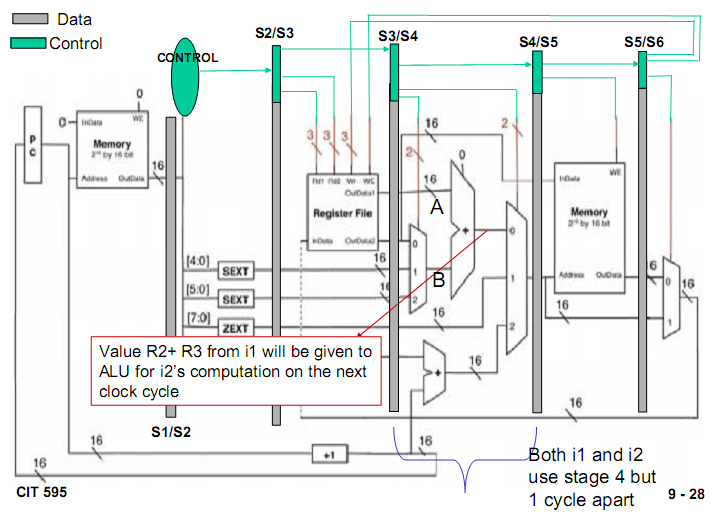 Data
Control
CONTROL
S2/S3
S3/S4
S4/S5
S5/S6
P
C
0
0
InData
WE
Memory
2¹⁶ by 16 bit
Address
OutData
16
3
3
3
2
2
16
16
Rd1
Rd2
Wr
WE
OutData1
Register File
InData
OutData2
A
B
0
+
0
1
2
0
1
2
InData
WE
Memory
2¹⁶ by 16 bit
Address
OutData
16
16
16
0
1
[4:0]
SEXT
16
[5:0]
SEXT
16
[7:0]
ZEXT
16
Value R2+ R3 from i1 will be given to
ALU for i2's computation on the next
clock cycle
+
16
16
S1/S2
16
+1
16
16
CIT 595
Both i1 and i2
use stage 4 but
1 cycle apart
9 - 28